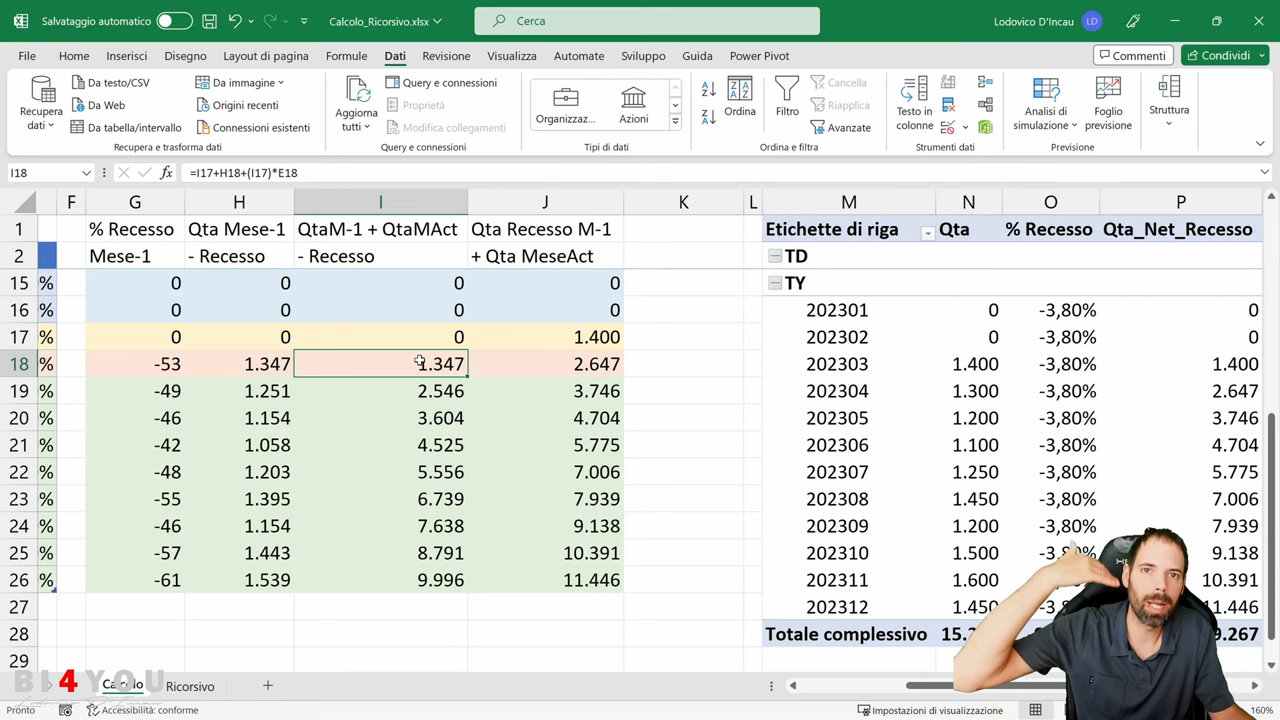 Salvataggio automatico Calcolo_Ricorsivo.xlsx Cerca Lodovico D'Incau LD
File Home Inserisci Disegno Layout di pagina Formule Dati Revisione Visualizza Automate Sviluppo Guida Power Pivot Commenti Condividi
Recupera dati
Da testo/CSV
Da Web
Da tabella/intervallo
Da immagine
Origini recenti
Connessioni esistenti
Recupera e trasforma dati
Aggiorna tutti
Query e connessioni
Proprietà
Modifica collegamenti
Query e connessioni
Organizzaz...
Azioni
Tipi di dati
Ordina
Filtro
Cancella
Riapplica
Avanzate
Ordina e filtra
Testo in colonne
Strumenti dati
Analisi di simulazione
Foglio previsione
Previsione
Struttura
I18 fx =I17+H18+(I17)*E18
F G H I J K L M N O P
1 % Recesso Qta Mese-1 QtaM-1 + QtaMAct Qta Recesso M-1 Etichette di riga Qta % Recesso Qta_Net_Recesso
2 Mese-1 - Recesso - Recesso + Qta MeseAct TD
15 % 0 0 0 0 TY
16 % 0 0 0 0 202301 0 -3,80% 0
17 % 0 0 0 1.400 202302 0 -3,80% 0
18 % -53 1.347 1.347 2.647 202303 1.400 -3,80% 1.400
19 % -49 1.251 2.546 3.746 202304 1.300 -3,80% 2.647
20 % -46 1.154 3.604 4.704 202305 1.200 -3,80% 3.746
21 % -42 1.058 4.525 5.775 202306 1.100 -3,80% 4.704
22 % -48 1.203 5.556 7.006 202307 1.250 -3,80% 5.775
23 % -55 1.395 6.739 7.939 202308 1.450 -3,80% 7.006
24 % -46 1.154 7.638 9.138 202309 1.200 -3,80% 7.939
25 % -57 1.443 8.791 10.391 202310 1.500 9.138
26 % -61 1.539 9.996 11.446 202311 1.600 10.391
27 202312 1.450
28 Totale complessivo
29
BI4YOU
Calcolo Ricorsivo
Pronto Accessibilità: conforme Impostazioni di visualizzazione 160%